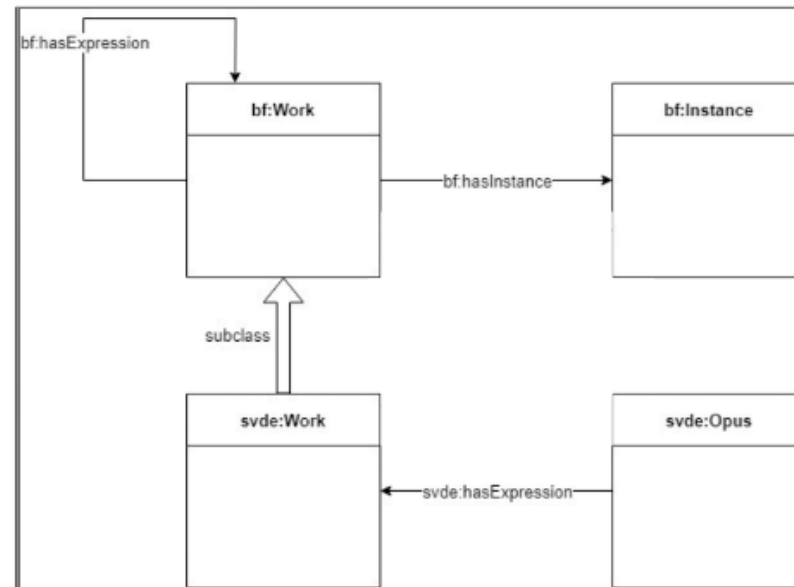 bf:hasExpression
bf:Work
bf:Instance
bf:hasInstance
subclass
svde:Work
svde:Opus
svde:hasExpression